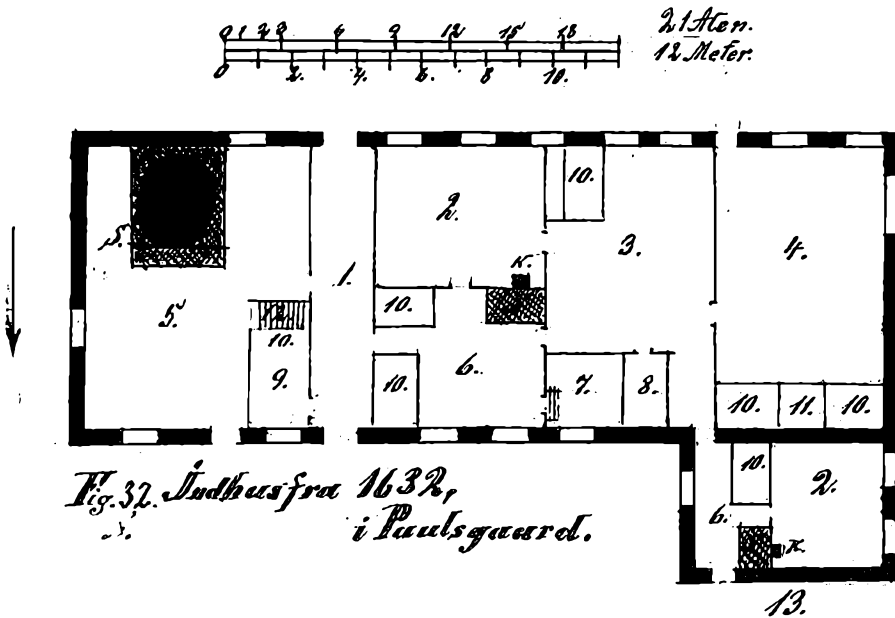 0 1 2 3 6 9 12 15 18
21 Alen.
0 2. 4. 6. 8 10.
12 Meter.
10.
2.
3.
4.
S.
K.
1.
5.
10.
10.
6.
10.
9.
10.
7.
8.
10.
11.
10.
Fig. 32. Indhus fra 1632,
i Paulsgaard.
10.
2.
6.
K.
13.